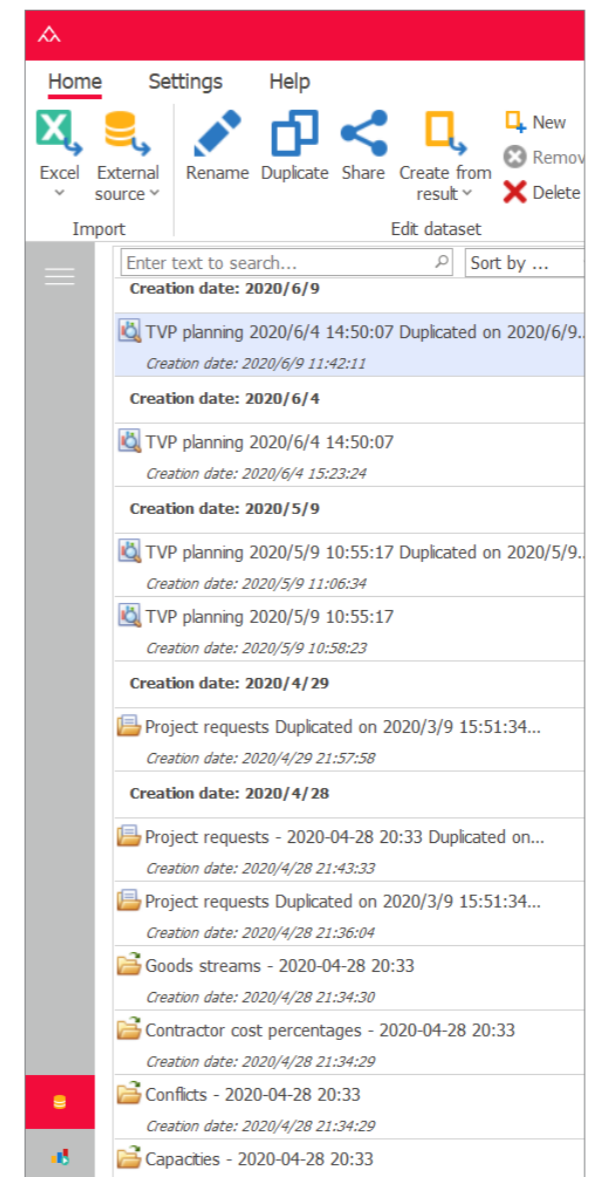 Home Settings Help
Excel
External
source
Rename
Duplicate
Share
Create from
result
New
Remov
Delete
Import
Edit dataset
Enter text to search...
Sort by ...
Creation date: 2020/6/9
TVP planning 2020/6/4 14:50:07 Duplicated on 2020/6/9..
Creation date: 2020/6/9 11:42:11
Creation date: 2020/6/4
TVP planning 2020/6/4 14:50:07
Creation date: 2020/6/4 15:23:24
Creation date: 2020/5/9
TVP planning 2020/5/9 10:55:17 Duplicated on 2020/5/9..
Creation date: 2020/5/9 11:06:34
TVP planning 2020/5/9 10:55:17
Creation date: 2020/5/9 10:58:23
Creation date: 2020/4/29
Project requests Duplicated on 2020/3/9 15:51:34...
Creation date: 2020/4/29 21:57:58
Creation date: 2020/4/28
Project requests - 2020-04-28 20:33 Duplicated on...
Creation date: 2020/4/28 21:43:33
Project requests Duplicated on 2020/3/9 15:51:34...
Creation date: 2020/4/28 21:36:04
Goods streams - 2020-04-28 20:33
Creation date: 2020/4/28 21:34:30
Contractor cost percentages - 2020-04-28 20:33
Creation date: 2020/4/28 21:34:29
Conflicts - 2020-04-28 20:33
Creation date: 2020/4/28 21:34:29
Capacities - 2020-04-28 20:33